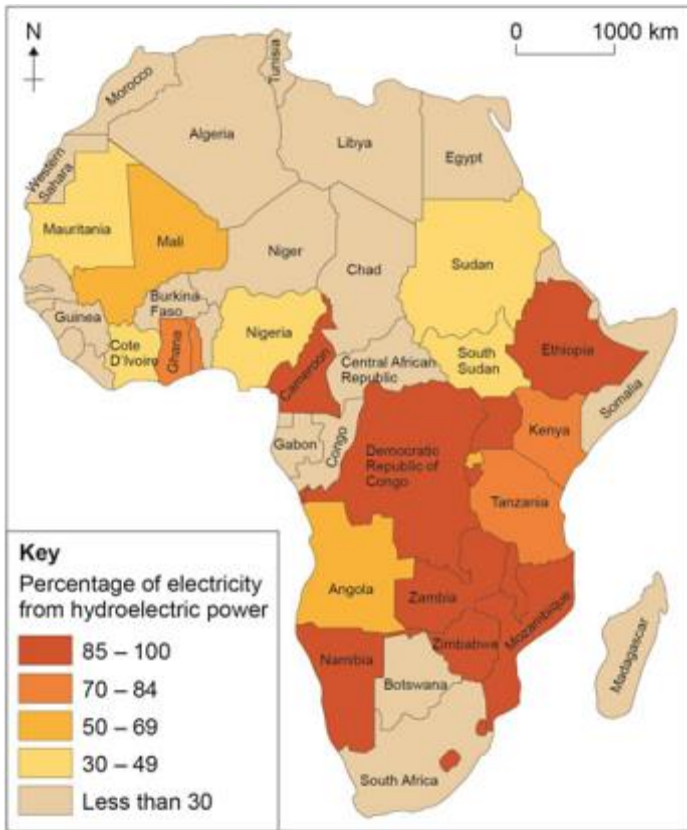 N
0 1000 km
Tunisia
Morocco
Algeria
Libya
Egypt
Western
Sahara
Mauritania
Mali
Niger
Chad
Sudan
Burkina
Faso
Guinea
Nigeria
Cote
D'Ivoire
Ghana
Cameroon
Central African
Republic
South
Sudan
Ethiopia
Somalia
Gabon
Congo
Democratic
Republic of
Congo
Kenya
Tanzania
Angola
Zambia
Mozambique
Zimbabwe
Namibia
Botswana
Madagascar
South Africa
Key
Percentage of electricity
from hydroelectric power
85 – 100
70 – 84
50 – 69
30 – 49
Less than 30